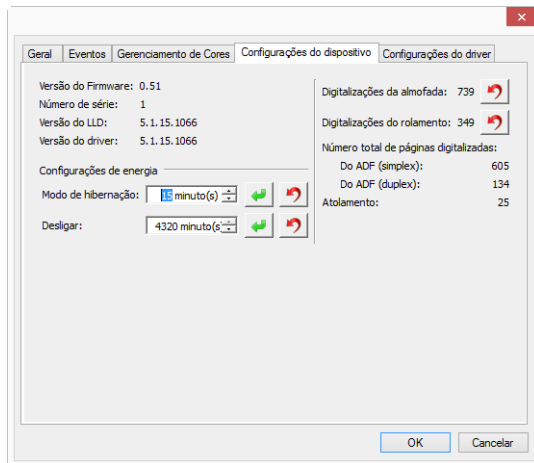 Geral Eventos Gerenciamento de Cores Configurações do dispositivo Configurações do driver
Versão do Firmware: 0.51
Número de série: 1
Versão do LLD: 5.1.15.1066
Versão do driver: 5.1.15.1066
Configurações de energia
Modo de hibernação: 15 minuto(s)
Desligar: 4320 minuto(s
Digitalizações da almofada: 739
Digitalizações do rolamento: 349
Número total de páginas digitalizadas:
Do ADF (simplex): 605
Do ADF (duplex): 134
Atolamento: 25
OK Cancelar